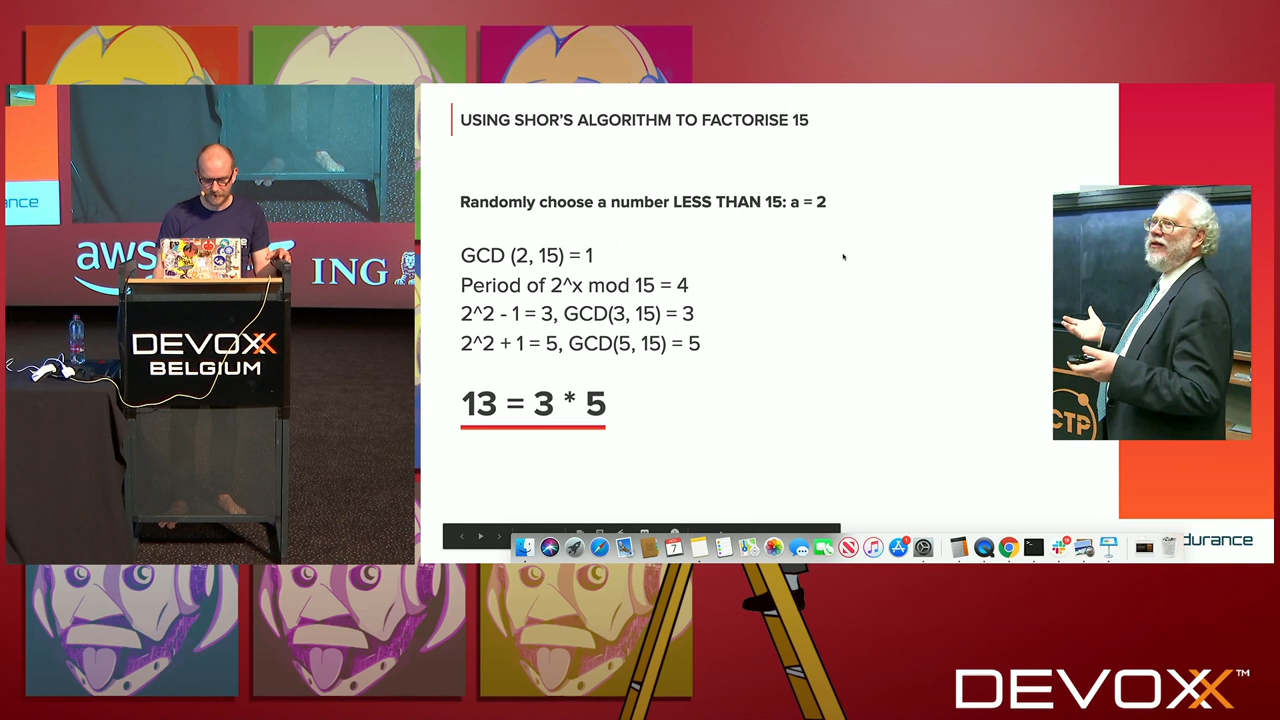 USING SHOR'S ALGORITHM TO FACTORISE 15
Randomly choose a number LESS THAN 15: a = 2
GCD (2, 15) = 1
Period of 2^x mod 15 = 4
2^2 - 1 = 3, GCD(3, 15) = 3
2^2 + 1 = 5, GCD(5, 15) = 5
13 = 3 * 5
ance
aws
ING
DEVOXX
BELGIUM
CTP
durance
DEVOXX™